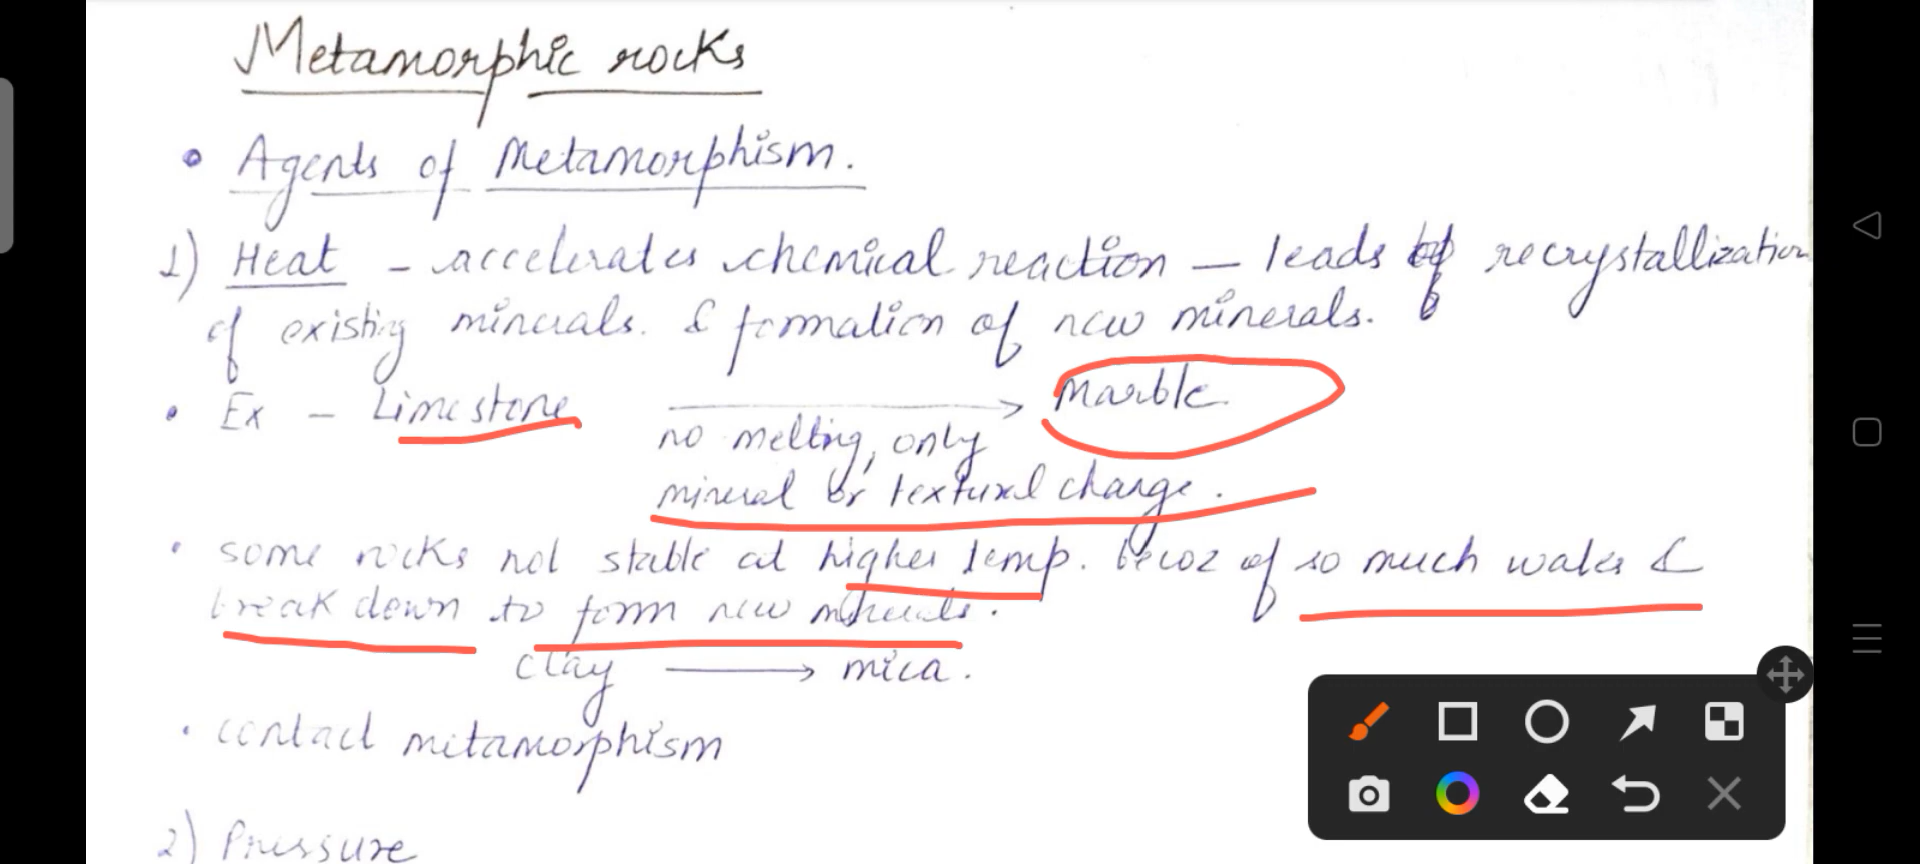 Metamorphic rocks
• Agents of Metamorphism.
1) Heat - accelerates chemical reaction - leads of recrystallization
of existing minerals. & formation of new minerals.
• Ex - Limestone → Marble
no melting, only
mineral or textural change.
• some rocks not stable at higher temp. becoz of so much water &
break down to form new minerals.
clay → mica.
• contact metamorphism
2) Pressure